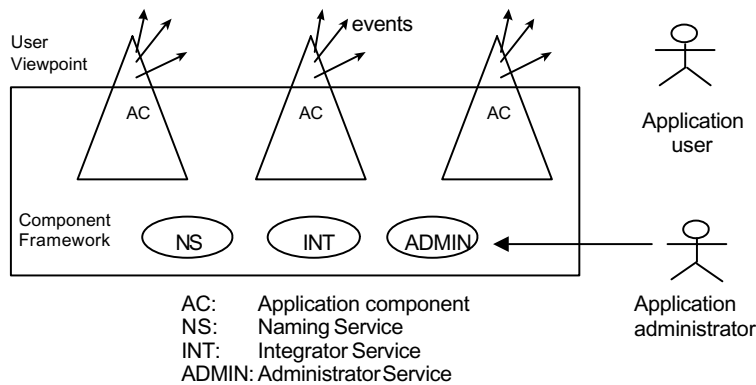 events
User
Viewpoint
AC
AC
AC
Application
user
Component
Framework
NS
INT
ADMIN
Application
administrator
AC: Application component
NS: Naming Service
INT: Integrator Service
ADMIN: Administrator Service